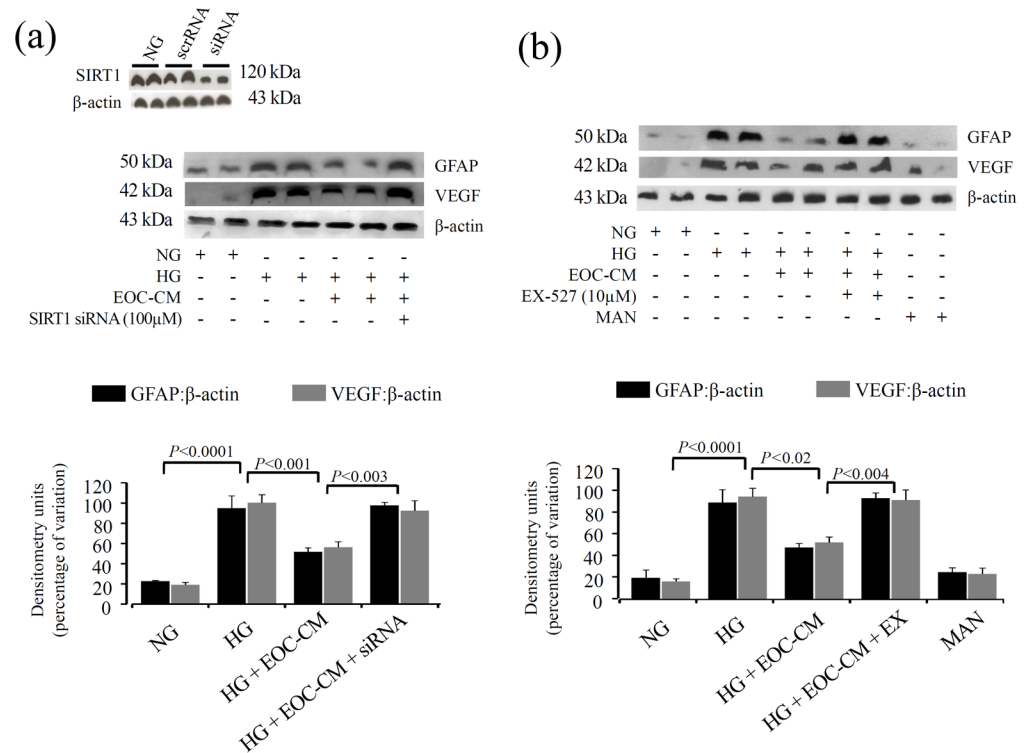 (a)
NG scrRNA siRNA
SIRT1 120 kDa
β-actin 43 kDa
50 kDa GFAP
42 kDa VEGF
43 kDa β-actin
NG + + - - - - -
HG - - + + + + +
EOC-CM - - - - + + +
SIRT1 siRNA (100µM) - - - - - - +
GFAP:β-actin VEGF:β-actin
P<0.0001
P<0.001
P<0.003
Densitometry units
(percentage of variation)
120
100
80
60
40
20
0
NG
HG
HG + EOC-CM
HG + EOC-CM + siRNA
(b)
50 kDa GFAP
42 kDa VEGF
43 kDa β-actin
NG + + - - - - - - - -
HG - - + + + + + + - -
EOC-CM - - - - + + + + - -
EX-527 (10µM) - - - - - - + + - -
MAN - - - - - - - - + +
GFAP:β-actin VEGF:β-actin
P<0.0001
P<0.02
P<0.004
Densitometry units
(percentage of variation)
120
100
80
60
40
20
0
NG
HG
HG + EOC-CM
HG + EOC-CM + EX
MAN